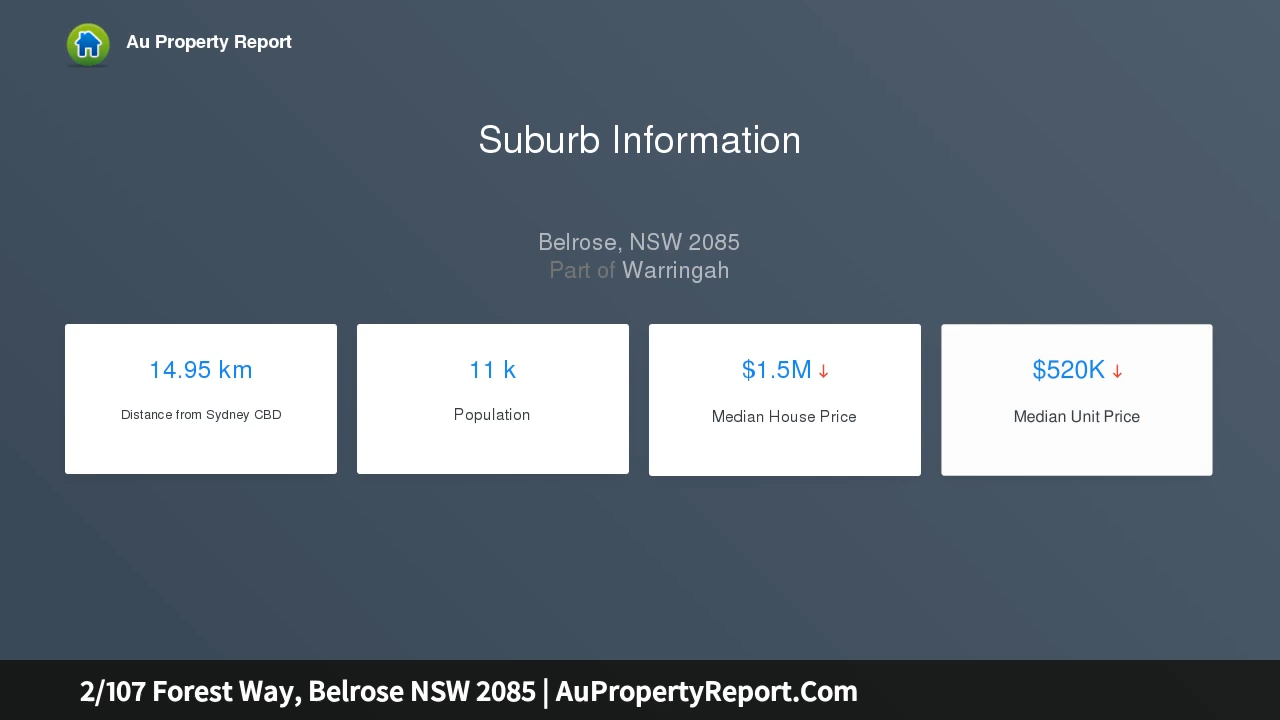 Au Property Report
Suburb Information
Belrose, NSW 2085
Part of Warringah
14.95 km
Distance from Sydney CBD
11 k
Population
$1.5M ↓
Median House Price
$520K ↓
Median Unit Price
2/107 Forest Way, Belrose NSW 2085 | AuPropertyReport.Com